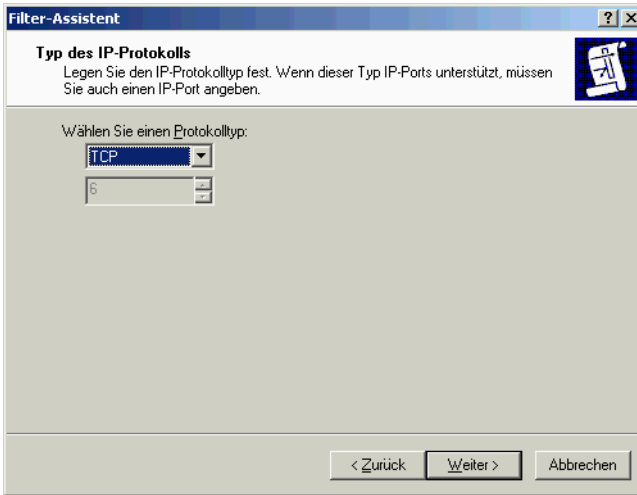 Filter-Assistent
Typ des IP-Protokolls
Legen Sie den IP-Protokolltyp fest. Wenn dieser Typ IP-Ports unterstützt, müssen
Sie auch einen IP-Port angeben.
Wählen Sie einen Protokolltyp:
TCP
6
< Zurück Weiter > Abbrechen